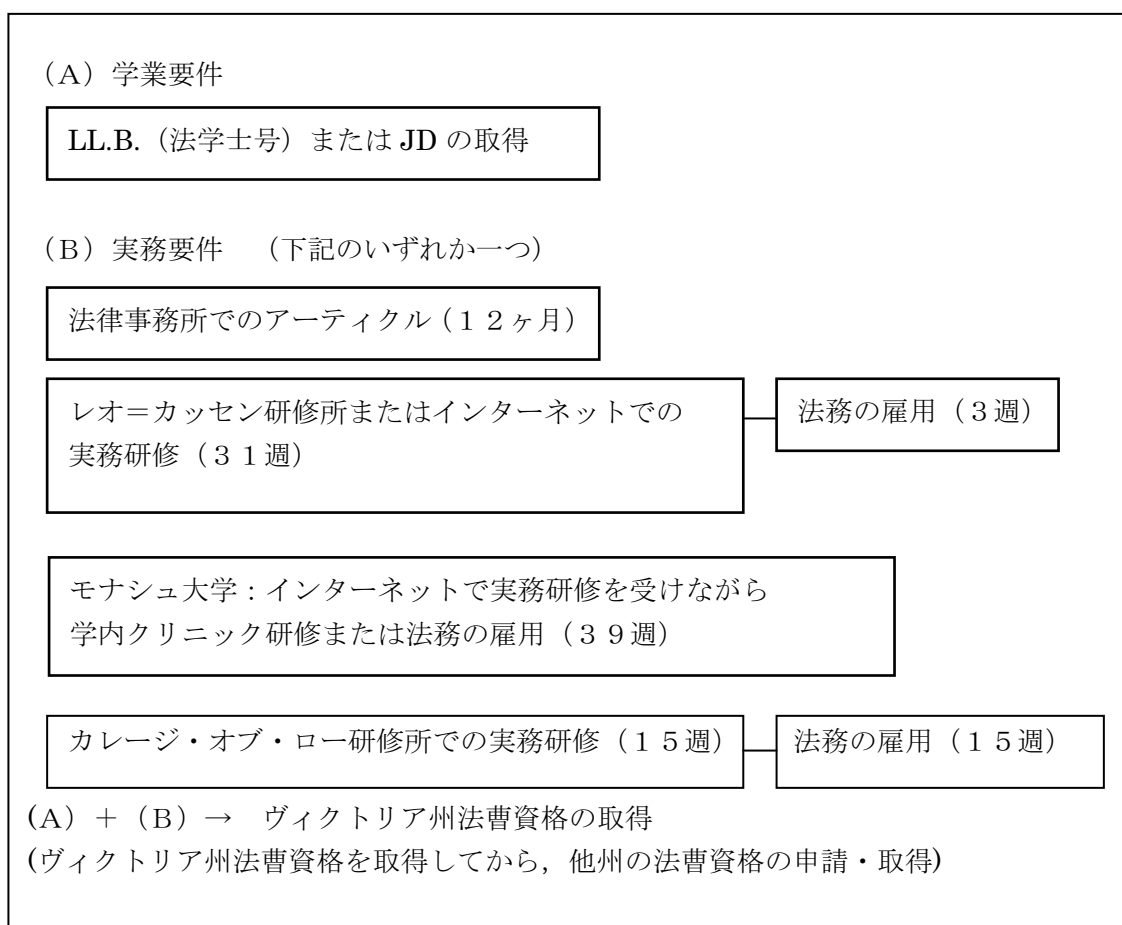 （Ａ）学業要件
LL.B.（法学士号）または JD の取得
（Ｂ）実務要件　（下記のいずれか一つ）
法律事務所でのアーティクル（１２ヶ月）
レオ＝カッセン研修所またはインターネットでの
実務研修（３１週）
法務の雇用（３週）
モナシュ大学：インターネットで実務研修を受けながら
学内クリニック研修または法務の雇用（３９週）
カレージ・オブ・ロー研修所での実務研修（１５週）
法務の雇用（１５週）
(Ａ）＋（Ｂ）→　ヴィクトリア州法曹資格の取得
(ヴィクトリア州法曹資格を取得してから，他州の法曹資格の申請・取得)